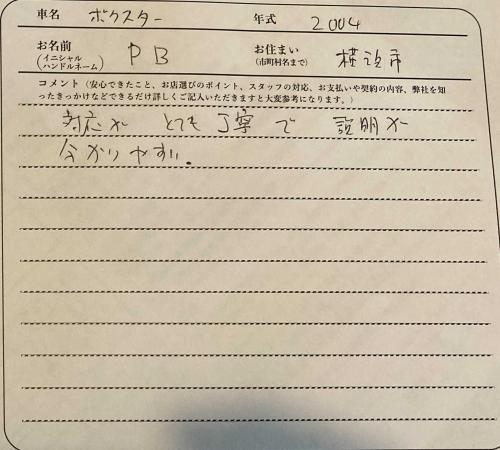 車名 ボクスター 年式 2004
お名前 (イニシャル ハンドルネーム) P B お住まい (市町村名まで) 横浜市
コメント（安心できたこと、お店選びのポイント、スタッフの対応、お支払いや契約の内容、弊社を知
ったきっかけなどできるだけ詳しくご記入いただきますと大変参考になります。）
対応が とても丁寧で 説明が
分かりやすい。